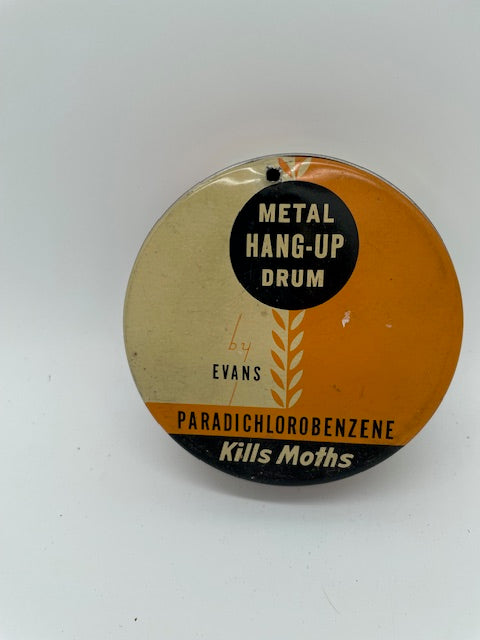 METAL
HANG-UP
DRUM
by
EVANS
PARADICHLOROBENZENE
Kills Moths